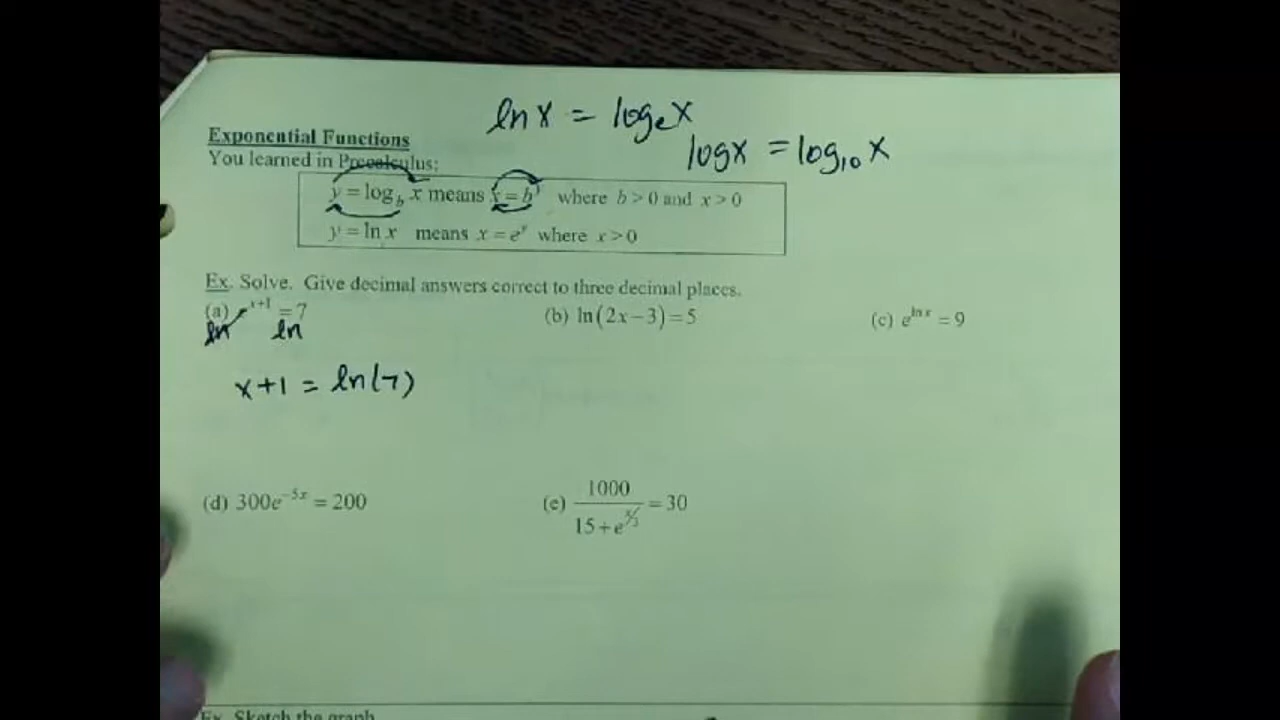 ln x = log_e x
log x = log_10 x
Exponential Functions
You learned in Precalculus:
y = log_b x means x = b^y where b > 0 and x > 0
y = ln x means x = e^y where x > 0
Ex. Solve. Give decimal answers correct to three decimal places.
(a) e^{x+1} = 7 (b) ln(2x−3) = 5 (c) e^{ln x} = 9
ln ln
x+1 = ln(7)
(d) 300e^{−5x} = 200 (e) 1000/(15+e^{x/3}) = 30
Ex. Sketch the graph